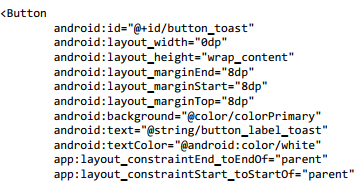 <Button
android:id="@+id/button_toast"
android:layout_width="0dp"
android:layout_height="wrap_content"
android:layout_marginEnd="8dp"
android:layout_marginStart="8dp"
android:layout_marginTop="8dp"
android:background="@color/colorPrimary"
android:text="@string/button_label_toast"
android:textColor="@android:color/white"
app:layout_constraintEnd_toEndOf="parent"
app:layout_constraintStart_toStartOf="parent"